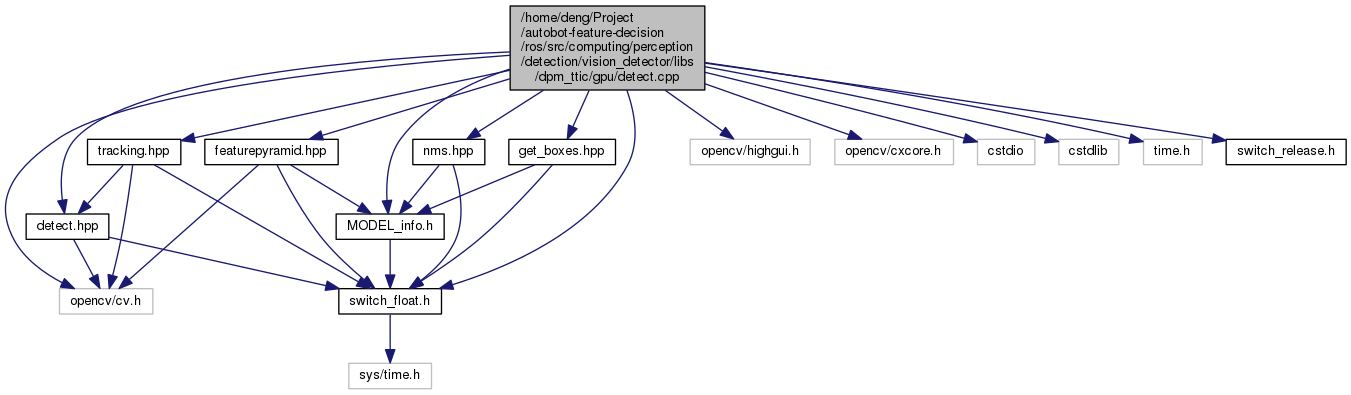 /home/deng/Project
/autobot-feature-decision
/ros/src/computing/perception
/detection/vision_detector/libs
/dpm_ttic/gpu/detect.cpp
tracking.hpp
featurepyramid.hpp
nms.hpp
get_boxes.hpp
opencv/highgui.h
opencv/cxcore.h
cstdio
cstdlib
time.h
switch_release.h
detect.hpp
MODEL_info.h
opencv/cv.h
switch_float.h
sys/time.h